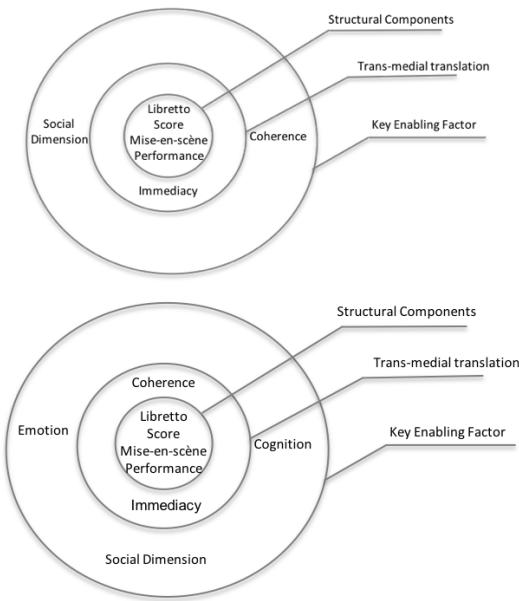 Structural Components
Trans-medial translation
Key Enabling Factor
Libretto
Score
Mise-en-scène
Performance
Social
Dimension
Coherence
Immediacy
Structural Components
Trans-medial translation
Key Enabling Factor
Coherence
Libretto
Score
Mise-en-scène
Performance
Emotion
Cognition
Immediacy
Social Dimension